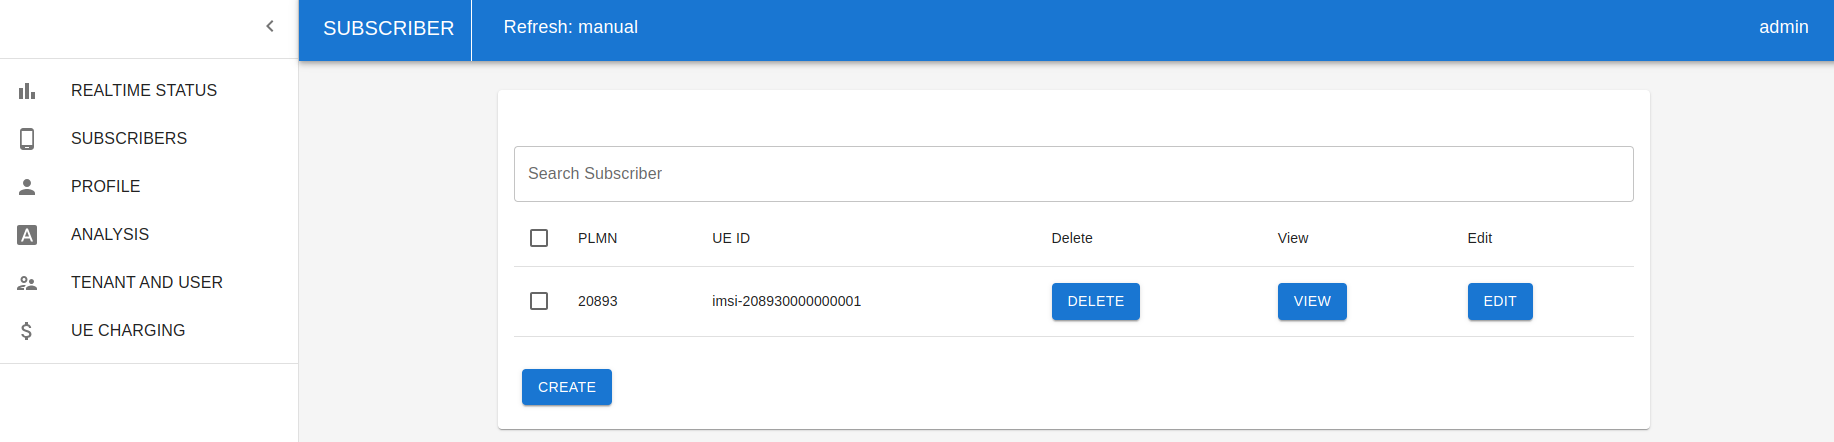 SUBSCRIBER
Refresh: manual
admin
REALTIME STATUS
SUBSCRIBERS
PROFILE
ANALYSIS
TENANT AND USER
UE CHARGING
Search Subscriber
PLMN UE ID Delete View Edit
20893 imsi-208930000000001 DELETE VIEW EDIT
CREATE